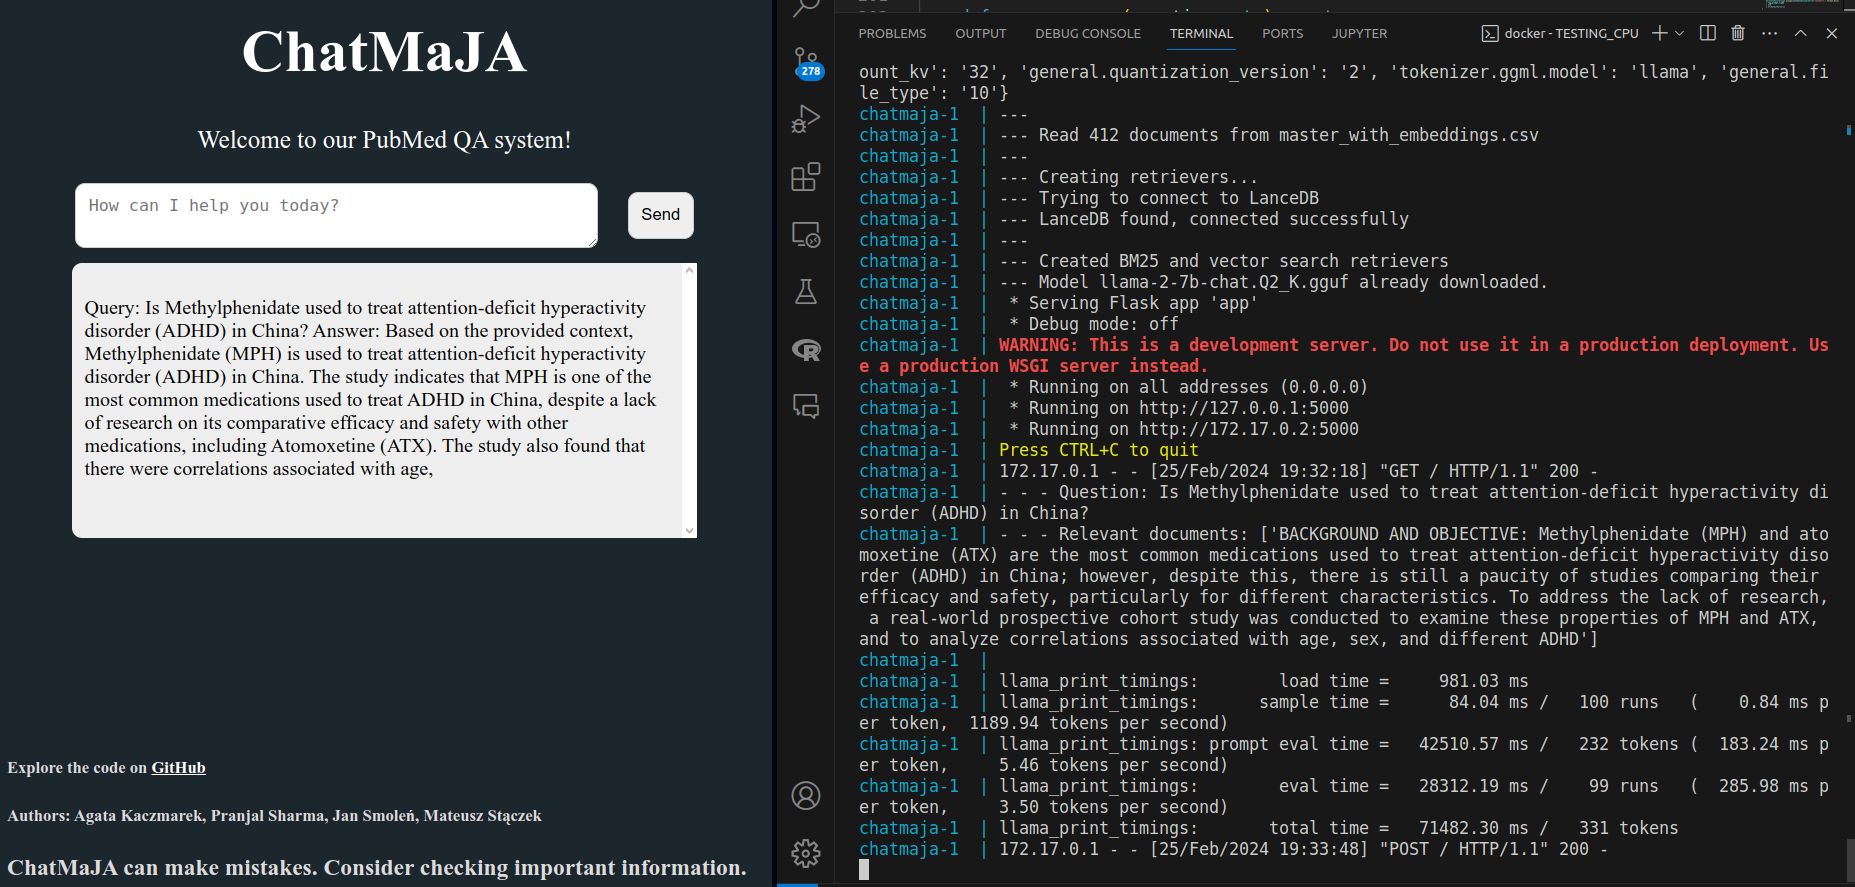 ChatMaJA
Welcome to our PubMed QA system!
How can I help you today?
Send
Query: Is Methylphenidate used to treat attention-deficit hyperactivity
disorder (ADHD) in China? Answer: Based on the provided context,
Methylphenidate (MPH) is used to treat attention-deficit hyperactivity
disorder (ADHD) in China. The study indicates that MPH is one of the
most common medications used to treat ADHD in China, despite a lack
of research on its comparative efficacy and safety with other
medications, including Atomoxetine (ATX). The study also found that
there were correlations associated with age,
Explore the code on GitHub
Authors: Agata Kaczmarek, Pranjal Sharma, Jan Smoleń, Mateusz Stączek
ChatMaJA can make mistakes. Consider checking important information.
278
PROBLEMS OUTPUT DEBUG CONSOLE TERMINAL PORTS JUPYTER
docker - TESTING_CPU
ount_kv': '32', 'general.quantization_version': '2', 'tokenizer.ggml.model': 'llama', 'general.fi
le_type': '10'}
chatmaja-1 | ---
chatmaja-1 | --- Read 412 documents from master_with_embeddings.csv
chatmaja-1 | ---
chatmaja-1 | --- Creating retrievers...
chatmaja-1 | --- Trying to connect to LanceDB
chatmaja-1 | --- LanceDB found, connected successfully
chatmaja-1 | ---
chatmaja-1 | --- Created BM25 and vector search retrievers
chatmaja-1 | --- Model llama-2-7b-chat.Q2_K.gguf already downloaded.
chatmaja-1 | * Serving Flask app 'app'
chatmaja-1 | * Debug mode: off
chatmaja-1 | WARNING: This is a development server. Do not use it in a production deployment. Us
e a production WSGI server instead.
chatmaja-1 | * Running on all addresses (0.0.0.0)
chatmaja-1 | * Running on http://127.0.0.1:5000
chatmaja-1 | * Running on http://172.17.0.2:5000
chatmaja-1 | Press CTRL+C to quit
chatmaja-1 | 172.17.0.1 - - [25/Feb/2024 19:32:18] "GET / HTTP/1.1" 200 -
chatmaja-1 | - - - Question: Is Methylphenidate used to treat attention-deficit hyperactivity di
sorder (ADHD) in China?
chatmaja-1 | - - - Relevant documents: ['BACKGROUND AND OBJECTIVE: Methylphenidate (MPH) and ato
moxetine (ATX) are the most common medications used to treat attention-deficit hyperactivity diso
rder (ADHD) in China; however, despite this, there is still a paucity of studies comparing their
efficacy and safety, particularly for different characteristics. To address the lack of research,
a real-world prospective cohort study was conducted to examine these properties of MPH and ATX,
and to analyze correlations associated with age, sex, and different ADHD']
chatmaja-1 |
chatmaja-1 | llama_print_timings: load time = 981.03 ms
chatmaja-1 | llama_print_timings: sample time = 84.04 ms / 100 runs ( 0.84 ms p
er token, 1189.94 tokens per second)
chatmaja-1 | llama_print_timings: prompt eval time = 42510.57 ms / 232 tokens ( 183.24 ms p
er token, 5.46 tokens per second)
chatmaja-1 | llama_print_timings: eval time = 28312.19 ms / 99 runs ( 285.98 ms p
er token, 3.50 tokens per second)
chatmaja-1 | llama_print_timings: total time = 71482.30 ms / 331 tokens
chatmaja-1 | 172.17.0.1 - - [25/Feb/2024 19:33:48] "POST / HTTP/1.1" 200 -